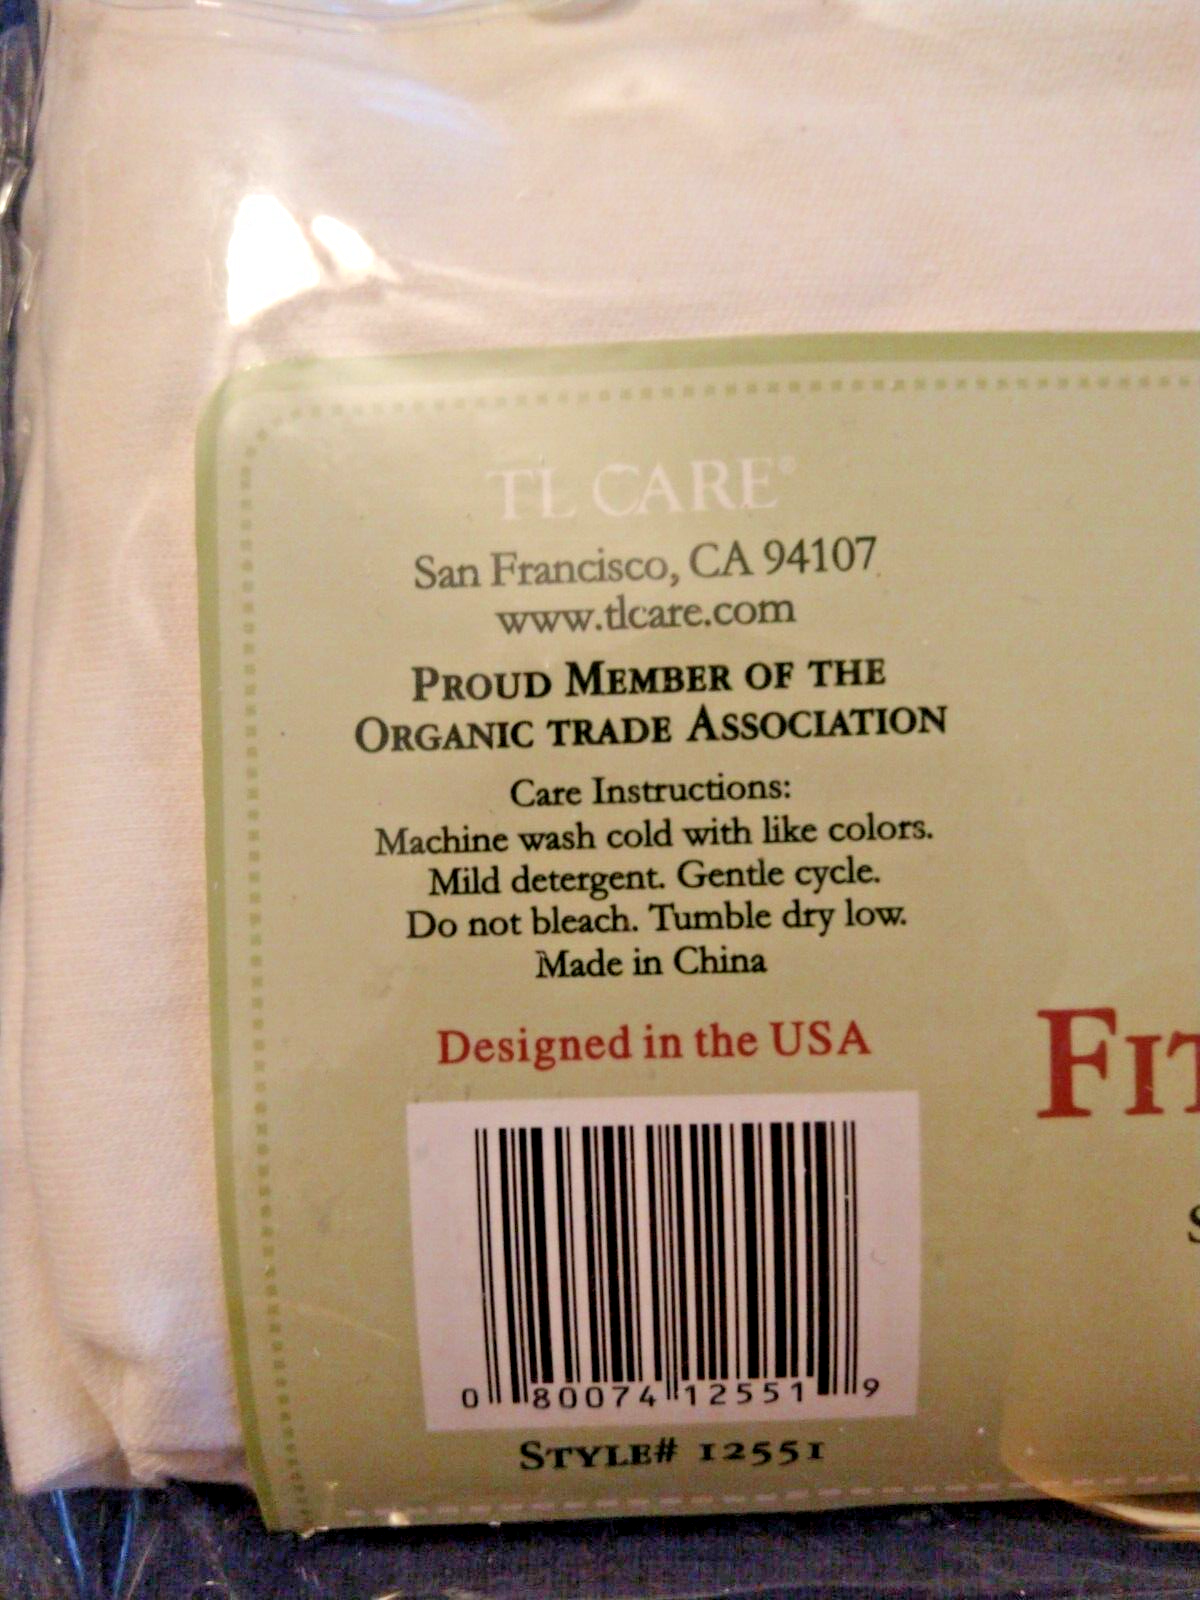 TL CARE®
San Francisco, CA 94107
www.tlcare.com
PROUD MEMBER OF THE
ORGANIC TRADE ASSOCIATION
Care Instructions:
Machine wash cold with like colors.
Mild detergent. Gentle cycle.
Do not bleach. Tumble dry low.
Made in China
Designed in the USA
0 80074 12551 9
STYLE# 12551